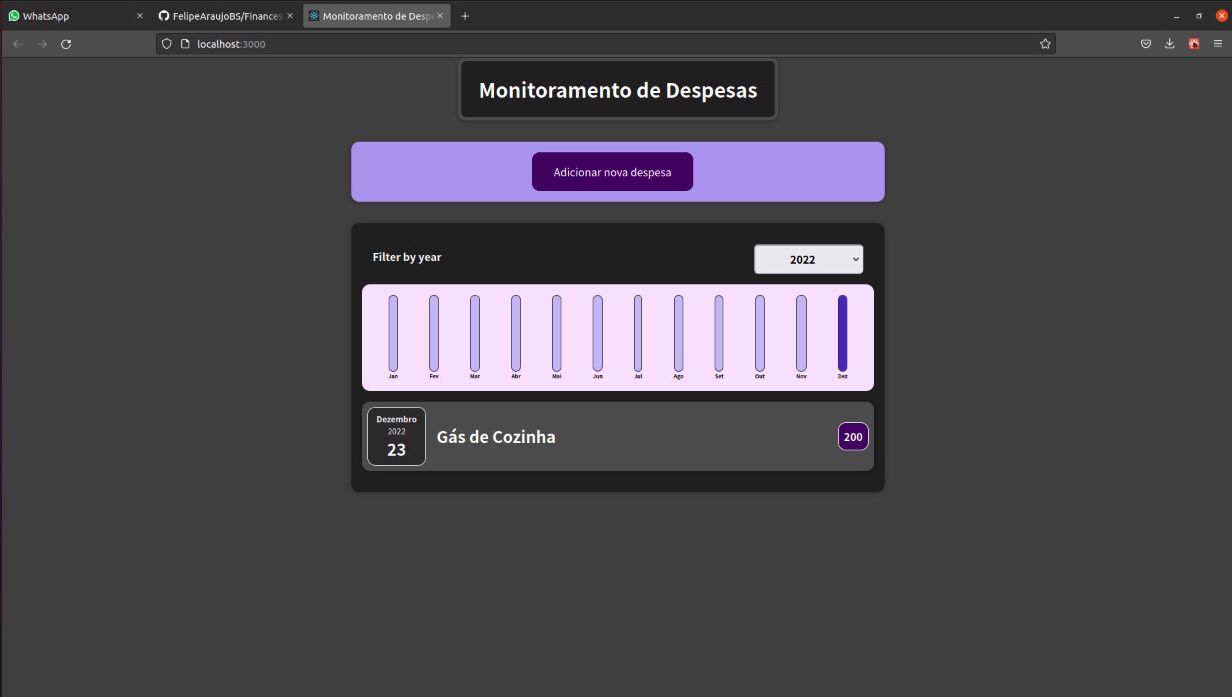 WhatsApp
FelipeAraujoBS/Finances
Monitoramento de Desp
localhost:3000
Monitoramento de Despesas
Adicionar nova despesa
Filter by year
2022
Jan Fev Mar Abr Mai Jun Jul Ago Set Out Nov Dez
Dezembro
2022
23
Gás de Cozinha
200